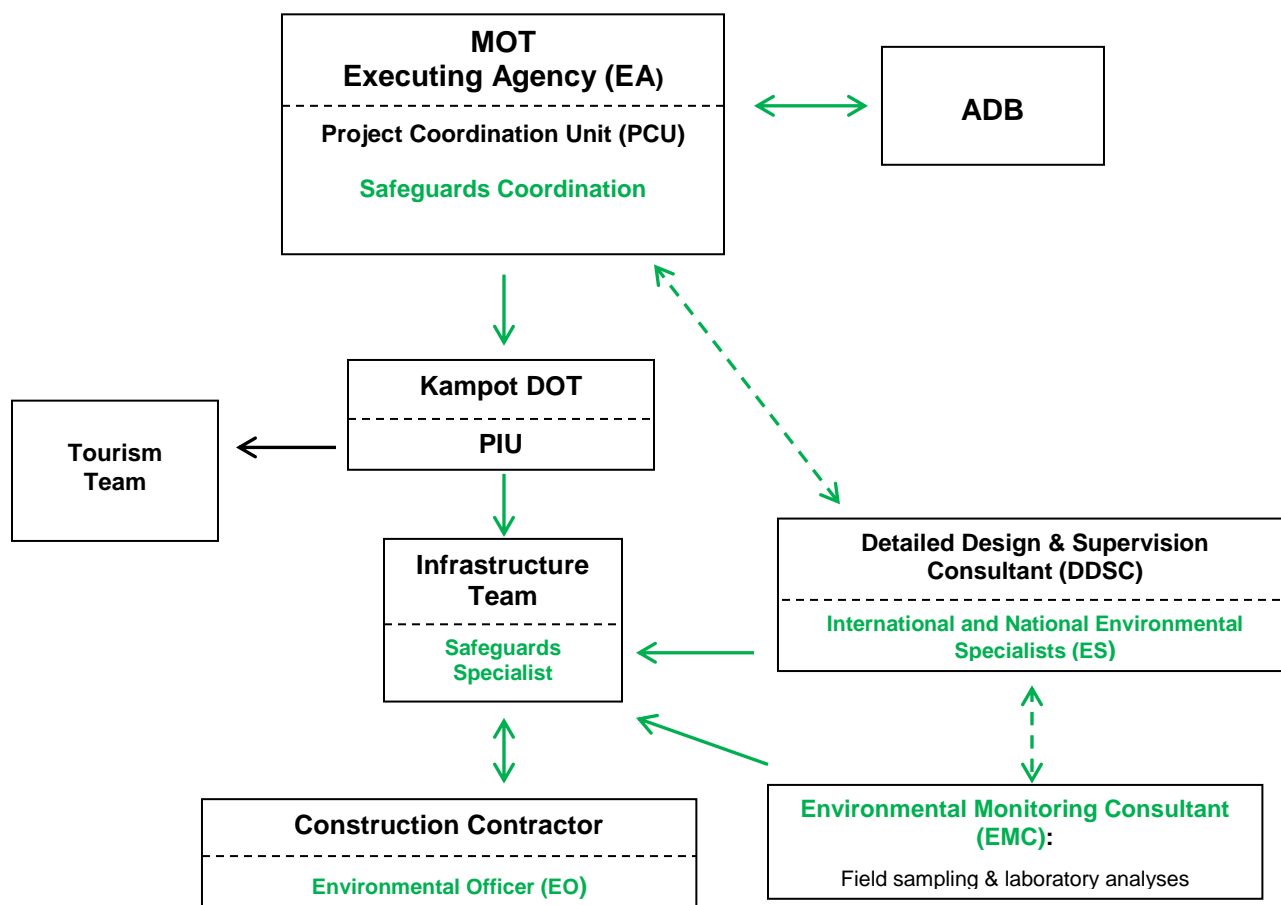 MOT
Executing Agency (EA)
Project Coordination Unit (PCU)
Safeguards Coordination
ADB
Kampot DOT
PIU
Tourism
Team
Infrastructure
Team
Safeguards
Specialist
Detailed Design & Supervision
Consultant (DDSC)
International and National Environmental
Specialists (ES)
Construction Contractor
Environmental Officer (EO)
Environmental Monitoring Consultant
(EMC):
Field sampling & laboratory analyses